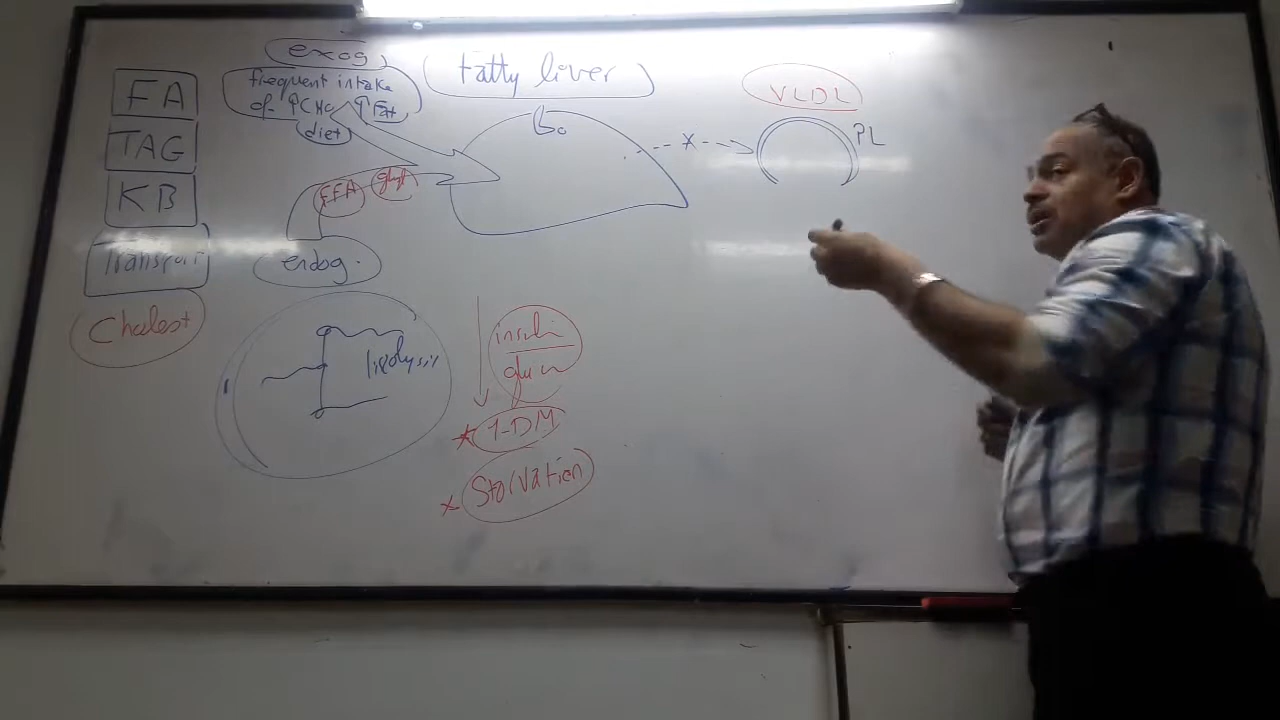 FA
TAG
KB
Transport
Cholest
exog
frequent intake
of ↑CHO ↑Fat
diet
Fatty liver
VLDL
PL
FFA
endog.
lipolysis
insulin
1-DM
Starvation